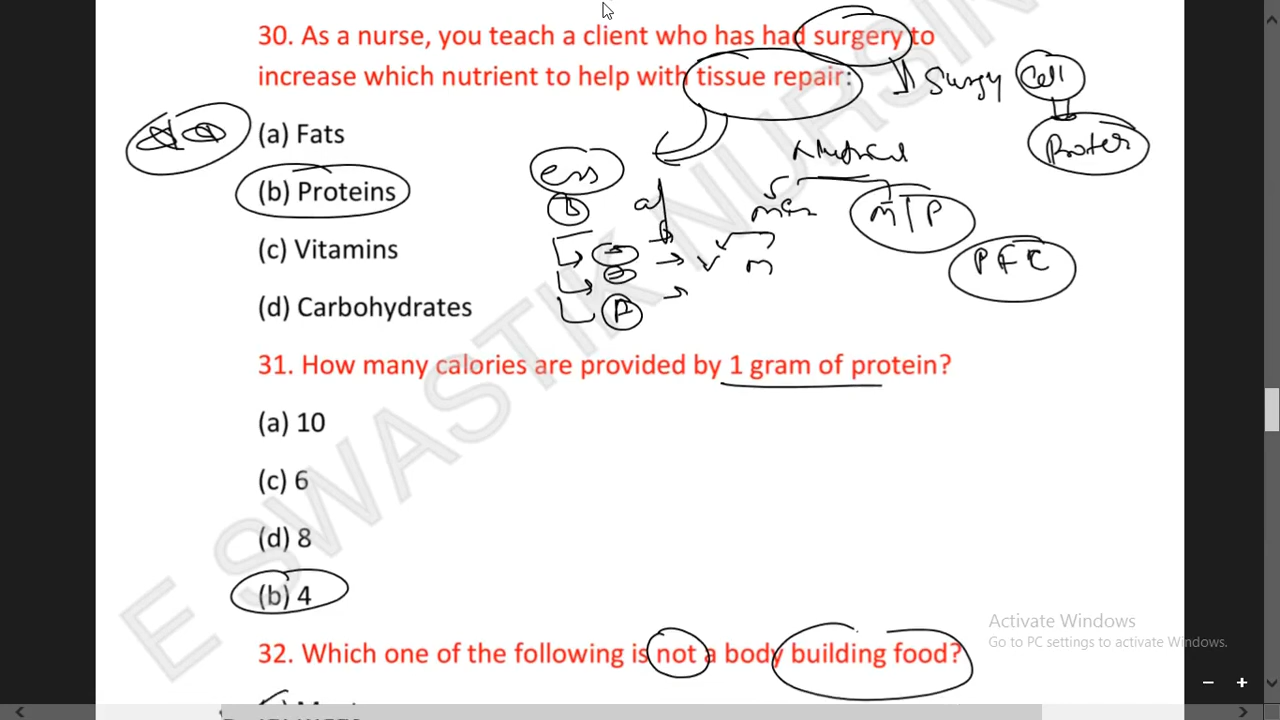 30. As a nurse, you teach a client who has had surgery to
increase which nutrient to help with tissue repair:
Cell
(a) Fats
(b) Proteins
(c) Vitamins
(d) Carbohydrates
31. How many calories are provided by 1 gram of protein?
(a) 10
(c) 6
(d) 8
(b) 4
32. Which one of the following is not a body building food?
E SWASTIK NURSIN
Activate Windows
Go to PC settings to activate Windows.